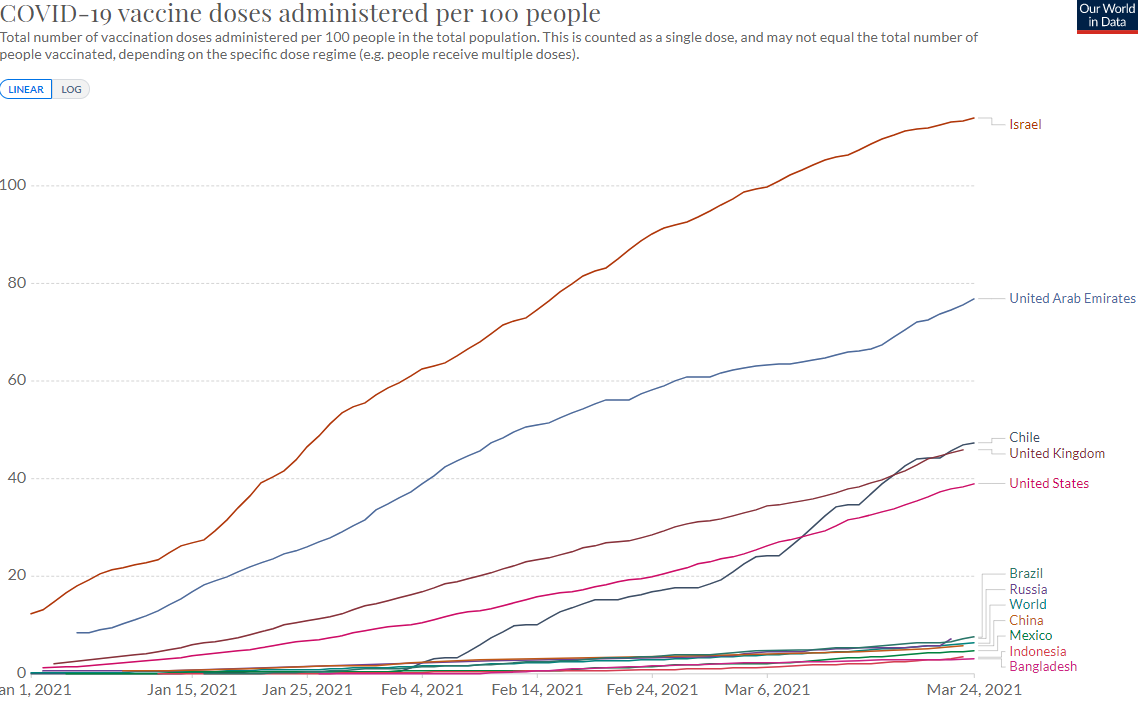 COVID-19 vaccine doses administered per 100 people
Our World
in Data
Total number of vaccination doses administered per 100 people in the total population. This is counted as a single dose, and may not equal the total number of
people vaccinated, depending on the specific dose regime (e.g. people receive multiple doses).
LINEAR
LOG
Israel
100
80
United Arab Emirates
60
Chile
United Kingdom
40
United States
20
Brazil
Russia
World
China
Mexico
Indonesia
Bangladesh
0
an 1, 2021
Jan 15, 2021
Jan 25, 2021
Feb 4, 2021
Feb 14, 2021
Feb 24, 2021
Mar 6, 2021
Mar 24, 2021